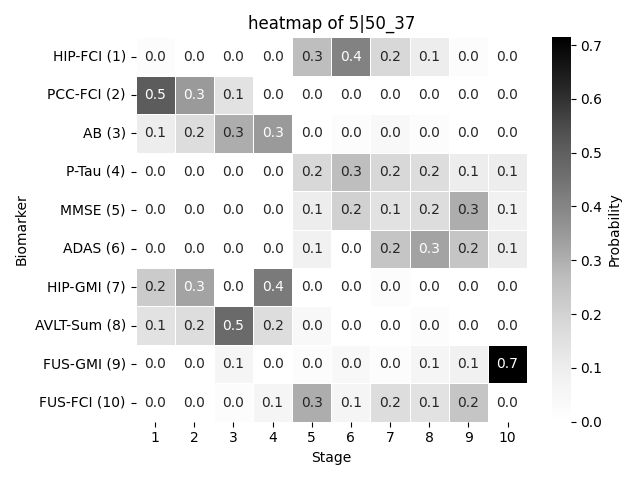 heatmap of 5|50_37
HIP-FCI (1) 0.0 0.0 0.0 0.0 0.3 0.4 0.2 0.1 0.0 0.0
PCC-FCI (2) 0.5 0.3 0.1 0.0 0.0 0.0 0.0 0.0 0.0 0.0
AB (3) 0.1 0.2 0.3 0.3 0.0 0.0 0.0 0.0 0.0 0.0
P-Tau (4) 0.0 0.0 0.0 0.0 0.2 0.3 0.2 0.2 0.1 0.1
MMSE (5) 0.0 0.0 0.0 0.0 0.1 0.2 0.1 0.2 0.3 0.1
ADAS (6) 0.0 0.0 0.0 0.0 0.1 0.0 0.2 0.3 0.2 0.1
HIP-GMI (7) 0.2 0.3 0.0 0.4 0.0 0.0 0.0 0.0 0.0 0.0
AVLT-Sum (8) 0.1 0.2 0.5 0.2 0.0 0.0 0.0 0.0 0.0 0.0
FUS-GMI (9) 0.0 0.0 0.1 0.0 0.0 0.0 0.0 0.1 0.1 0.7
FUS-FCI (10) 0.0 0.0 0.0 0.1 0.3 0.1 0.2 0.1 0.2 0.0
1 2 3 4 5 6 7 8 9 10
Stage
Biomarker
0.7
0.6
0.5
0.4
0.3
0.2
0.1
0.0
Probability